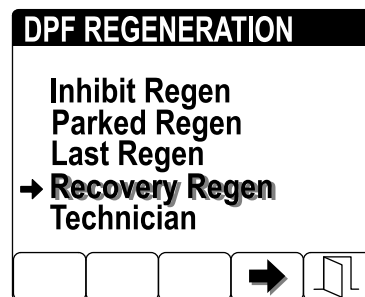 DPF REGENERATION
Inhibit Regen
Parked Regen
Last Regen
Recovery Regen
Technician